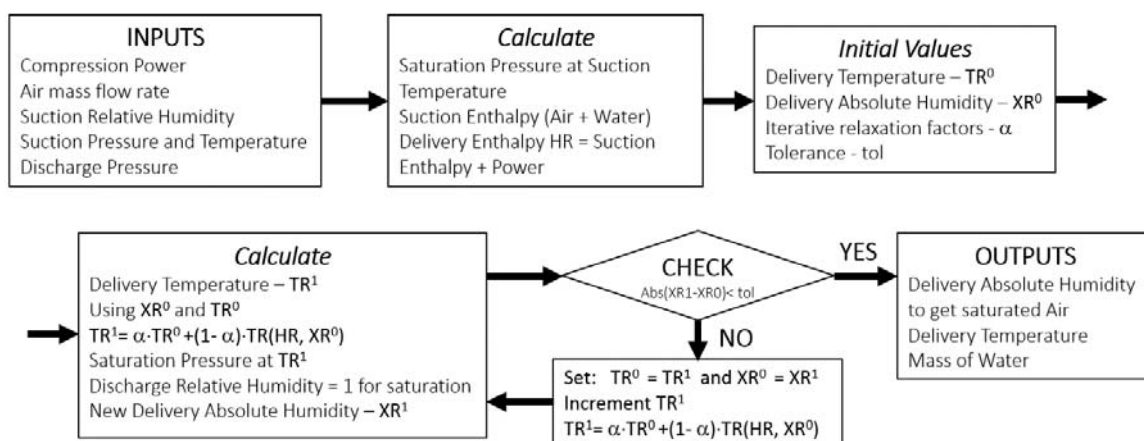 INPUTS
Compression Power
Air mass flow rate
Suction Relative Humidity
Suction Pressure and Temperature
Discharge Pressure
Calculate
Saturation Pressure at Suction
Temperature
Suction Enthalpy (Air + Water)
Delivery Enthalpy HR = Suction
Enthalpy + Power
Initial Values
Delivery Temperature – TR⁰
Delivery Absolute Humidity – XR⁰
Iterative relaxation factors - α
Tolerance - tol
Calculate
Delivery Temperature – TR¹
Using XR⁰ and TR⁰
TR¹= α·TR⁰ +(1- α)·TR(HR, XR⁰)
Saturation Pressure at TR¹
Discharge Relative Humidity = 1 for saturation
New Delivery Absolute Humidity – XR¹
CHECK
Abs(XR1-XR0)< tol
YES
NO
Set: TR⁰ = TR¹ and XR⁰ = XR¹
Increment TR¹
TR¹= α·TR⁰ +(1- α)·TR(HR, XR⁰)
OUTPUTS
Delivery Absolute Humidity
to get saturated Air
Delivery Temperature
Mass of Water